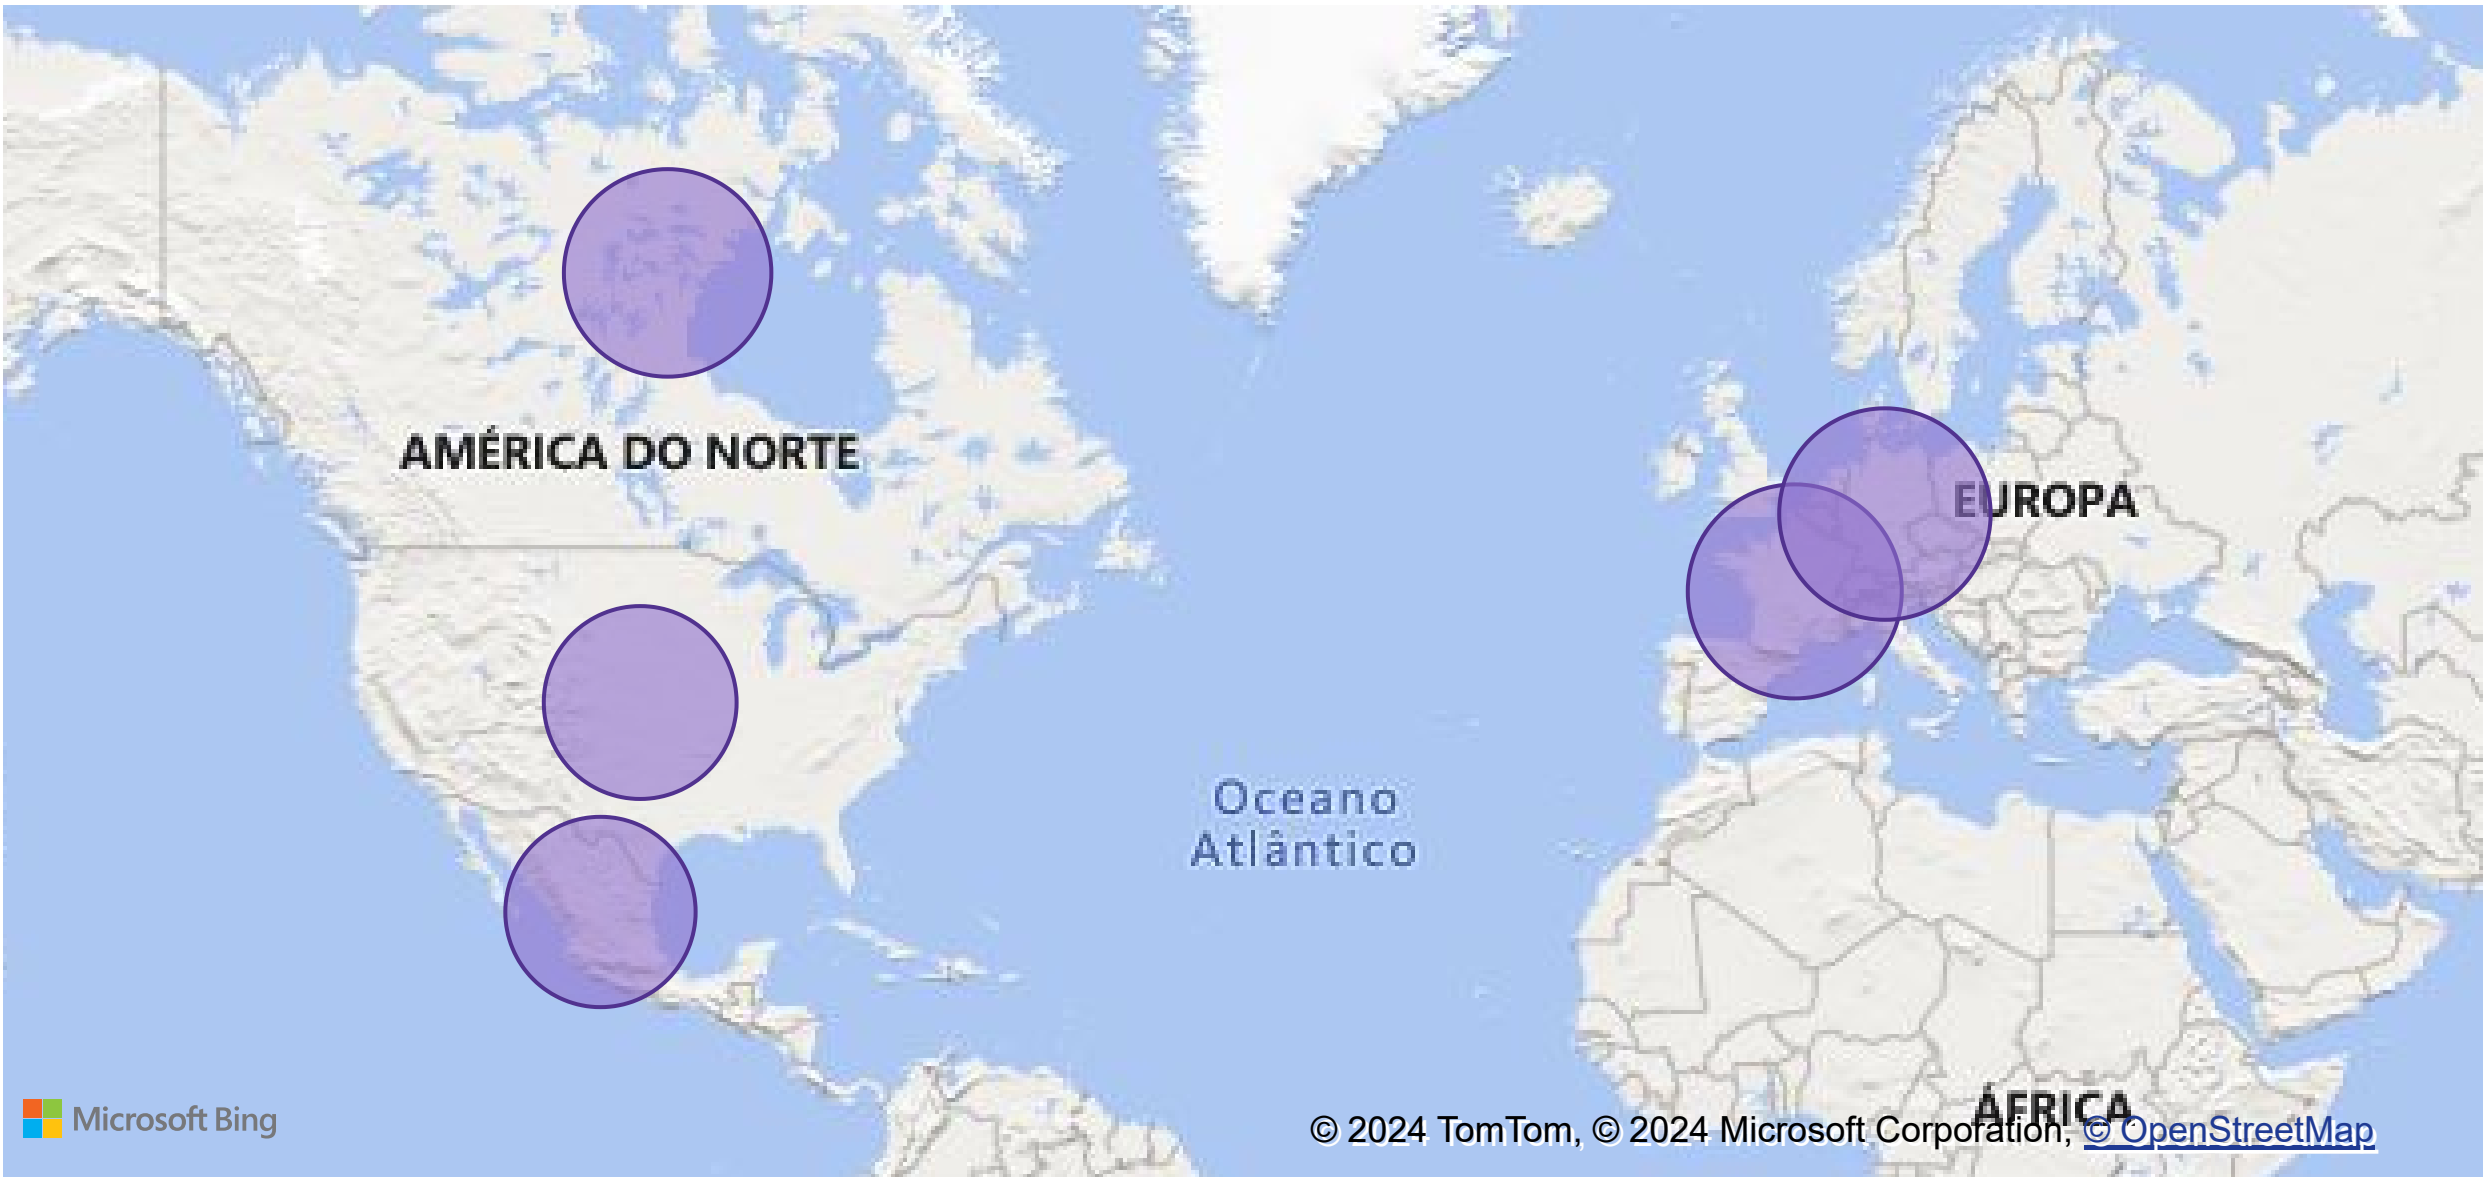 AMÉRICA DO NORTE
EUROPA
Oceano
Atlântico
ÁFRICA
Microsoft Bing
© 2024 TomTom, © 2024 Microsoft Corporation, © OpenStreetMap